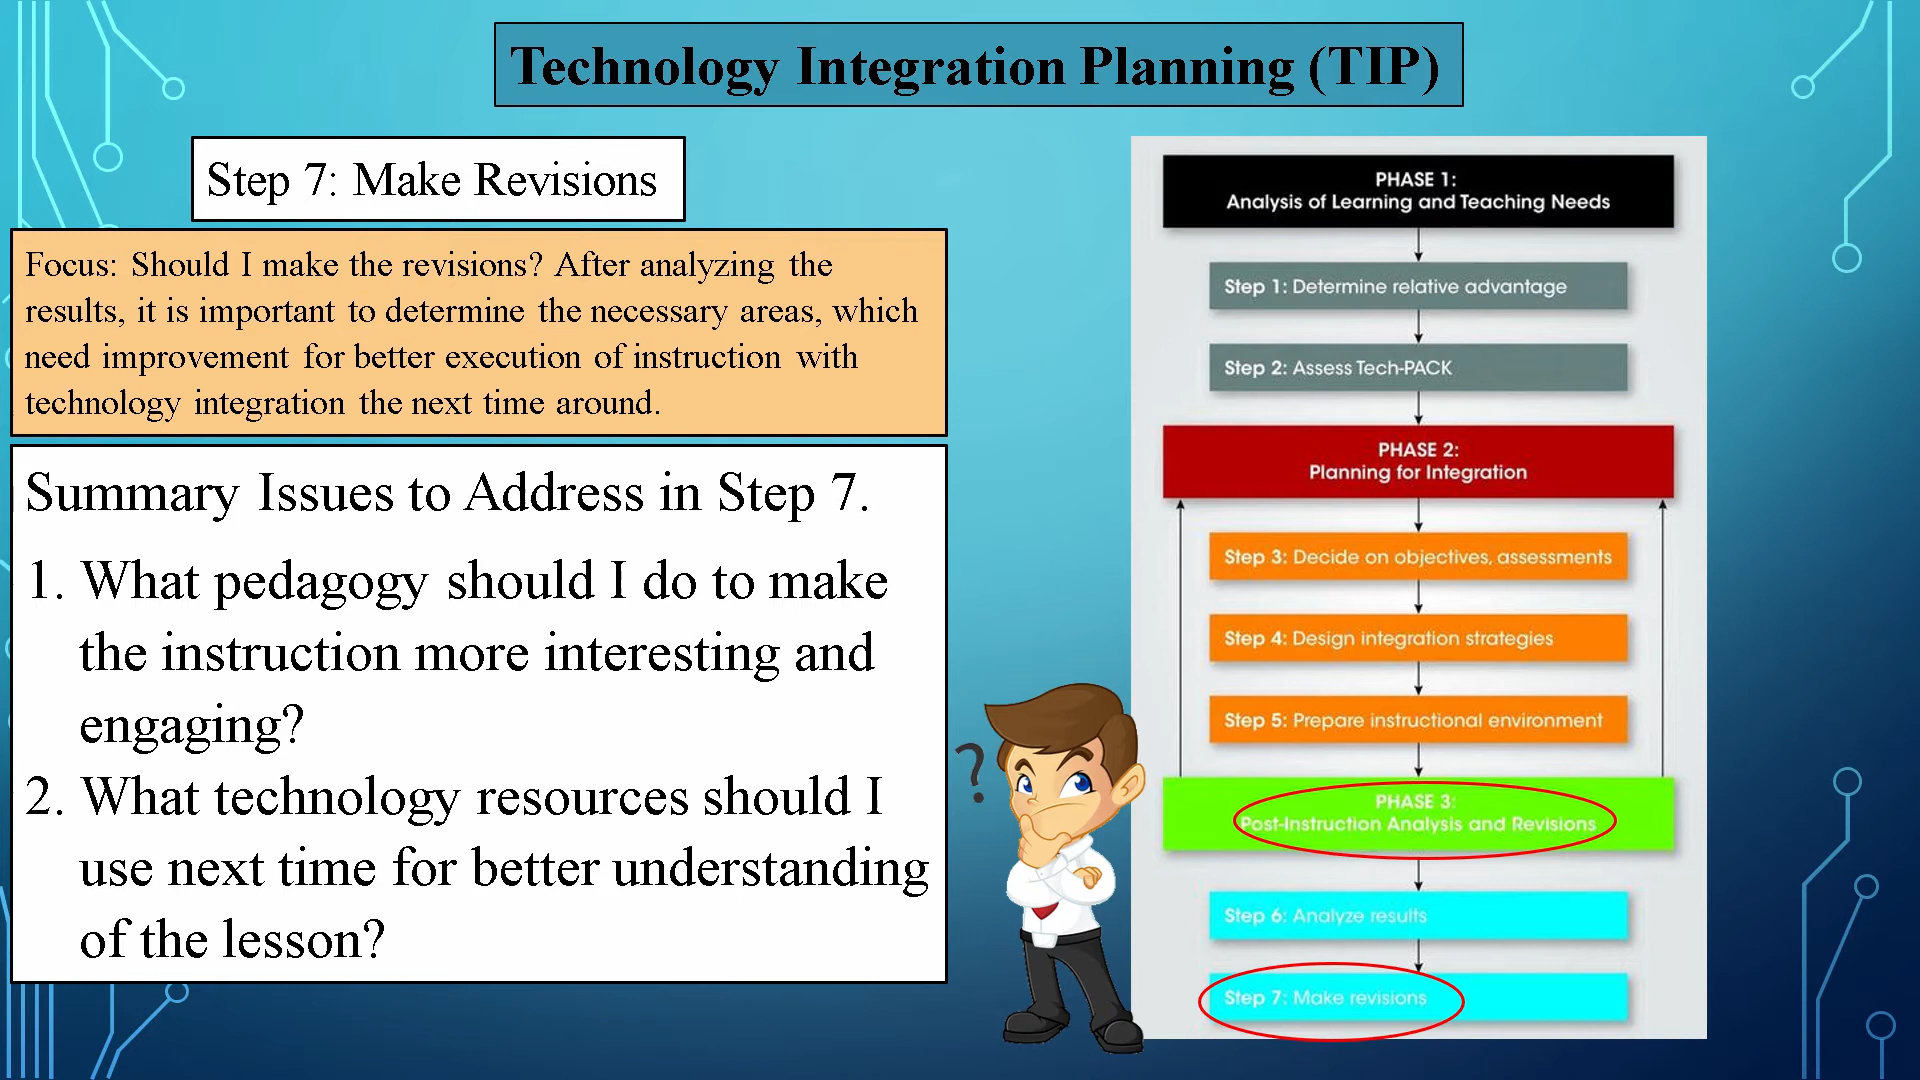 Technology Integration Planning (TIP)
Step 7: Make Revisions
Focus: Should I make the revisions? After analyzing the
results, it is important to determine the necessary areas, which
need improvement for better execution of instruction with
technology integration the next time around.
Summary Issues to Address in Step 7.
1. What pedagogy should I do to make
the instruction more interesting and
engaging?
2. What technology resources should I
use next time for better understanding
of the lesson?
?
PHASE 1:
Analysis of Learning and Teaching Needs
Step 1: Determine relative advantage
Step 2: Assess Tech-PACK
PHASE 2:
Planning for Integration
Step 3: Decide on objectives, assessments
Step 4: Design integration strategies
Step 5: Prepare instructional environment
PHASE 3:
Post-Instruction Analysis and Revisions
Step 6: Analyze results
Step 7: Make revisions